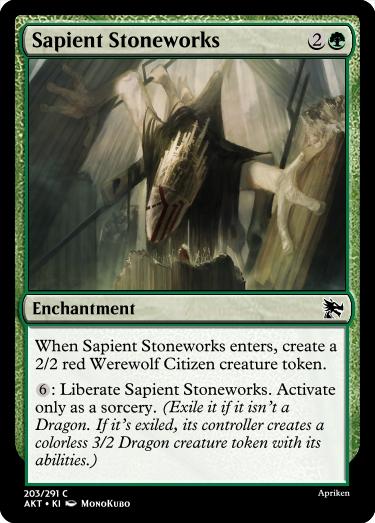 Sapient Stoneworks 2
Enchantment
When Sapient Stoneworks enters, create a
2/2 red Werewolf Citizen creature token.
6: Liberate Sapient Stoneworks. Activate
only as a sorcery. (Exile it if it isn't a
Dragon. If it's exiled, its controller creates a
colorless 3/2 Dragon creature token with its
abilities.)
203/291 C
Apriken
AKT • KI MonoKubo